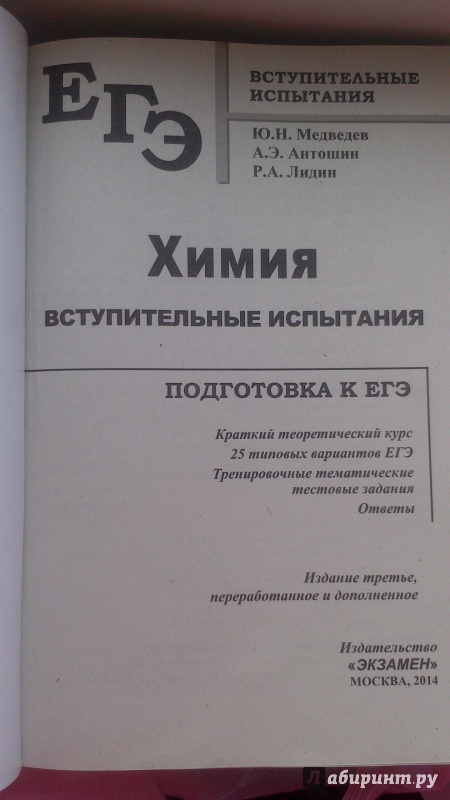 ЕГЭ
ВСТУПИТЕЛЬНЫЕ
ИСПЫТАНИЯ
Ю.Н. Медведев
А.Э. Антошин
Р.А. Лидин
Химия
ВСТУПИТЕЛЬНЫЕ ИСПЫТАНИЯ
ПОДГОТОВКА К ЕГЭ
Краткий теоретический курс
25 типовых вариантов ЕГЭ
Тренировочные тематические
тестовые задания
Ответы
Издание третье,
переработанное и дополненное
Издательство
«ЭКЗАМЕН»
МОСКВА, 2014
Лабиринт.ру